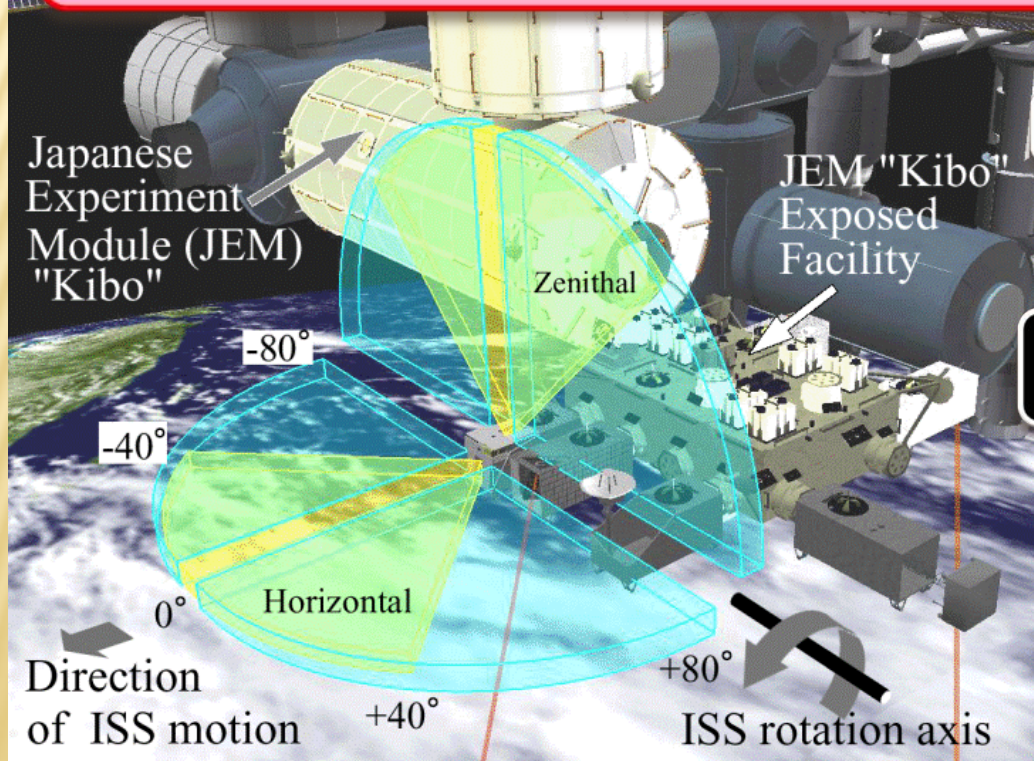 Japanese
Experiment
Module (JEM)
"Kibo"
JEM "Kibo"
Exposed
Facility
Zenithal
-80°
-40°
Horizontal
0°
+40°
+80°
Direction
of ISS motion
ISS rotation axis